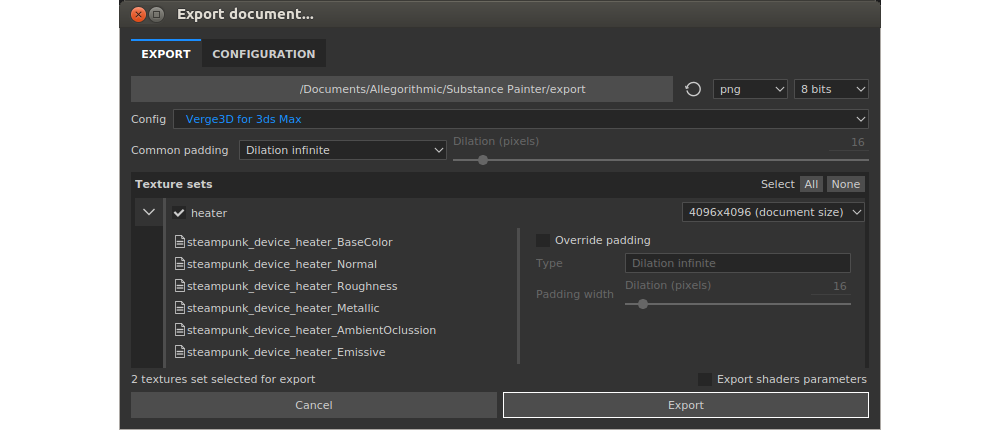 Export document...
EXPORT CONFIGURATION
/Documents/Allegorithmic/Substance Painter/export png 8 bits
Config Verge3D for 3ds Max
Common padding Dilation infinite Dilation (pixels) 16
Texture sets Select All None
heater 4096x4096 (document size)
steampunk_device_heater_BaseColor Override padding
steampunk_device_heater_Normal Type Dilation infinite
steampunk_device_heater_Roughness Padding width Dilation (pixels) 16
steampunk_device_heater_Metallic
steampunk_device_heater_AmbientOclussion
steampunk_device_heater_Emissive
2 textures set selected for export Export shaders parameters
Cancel Export